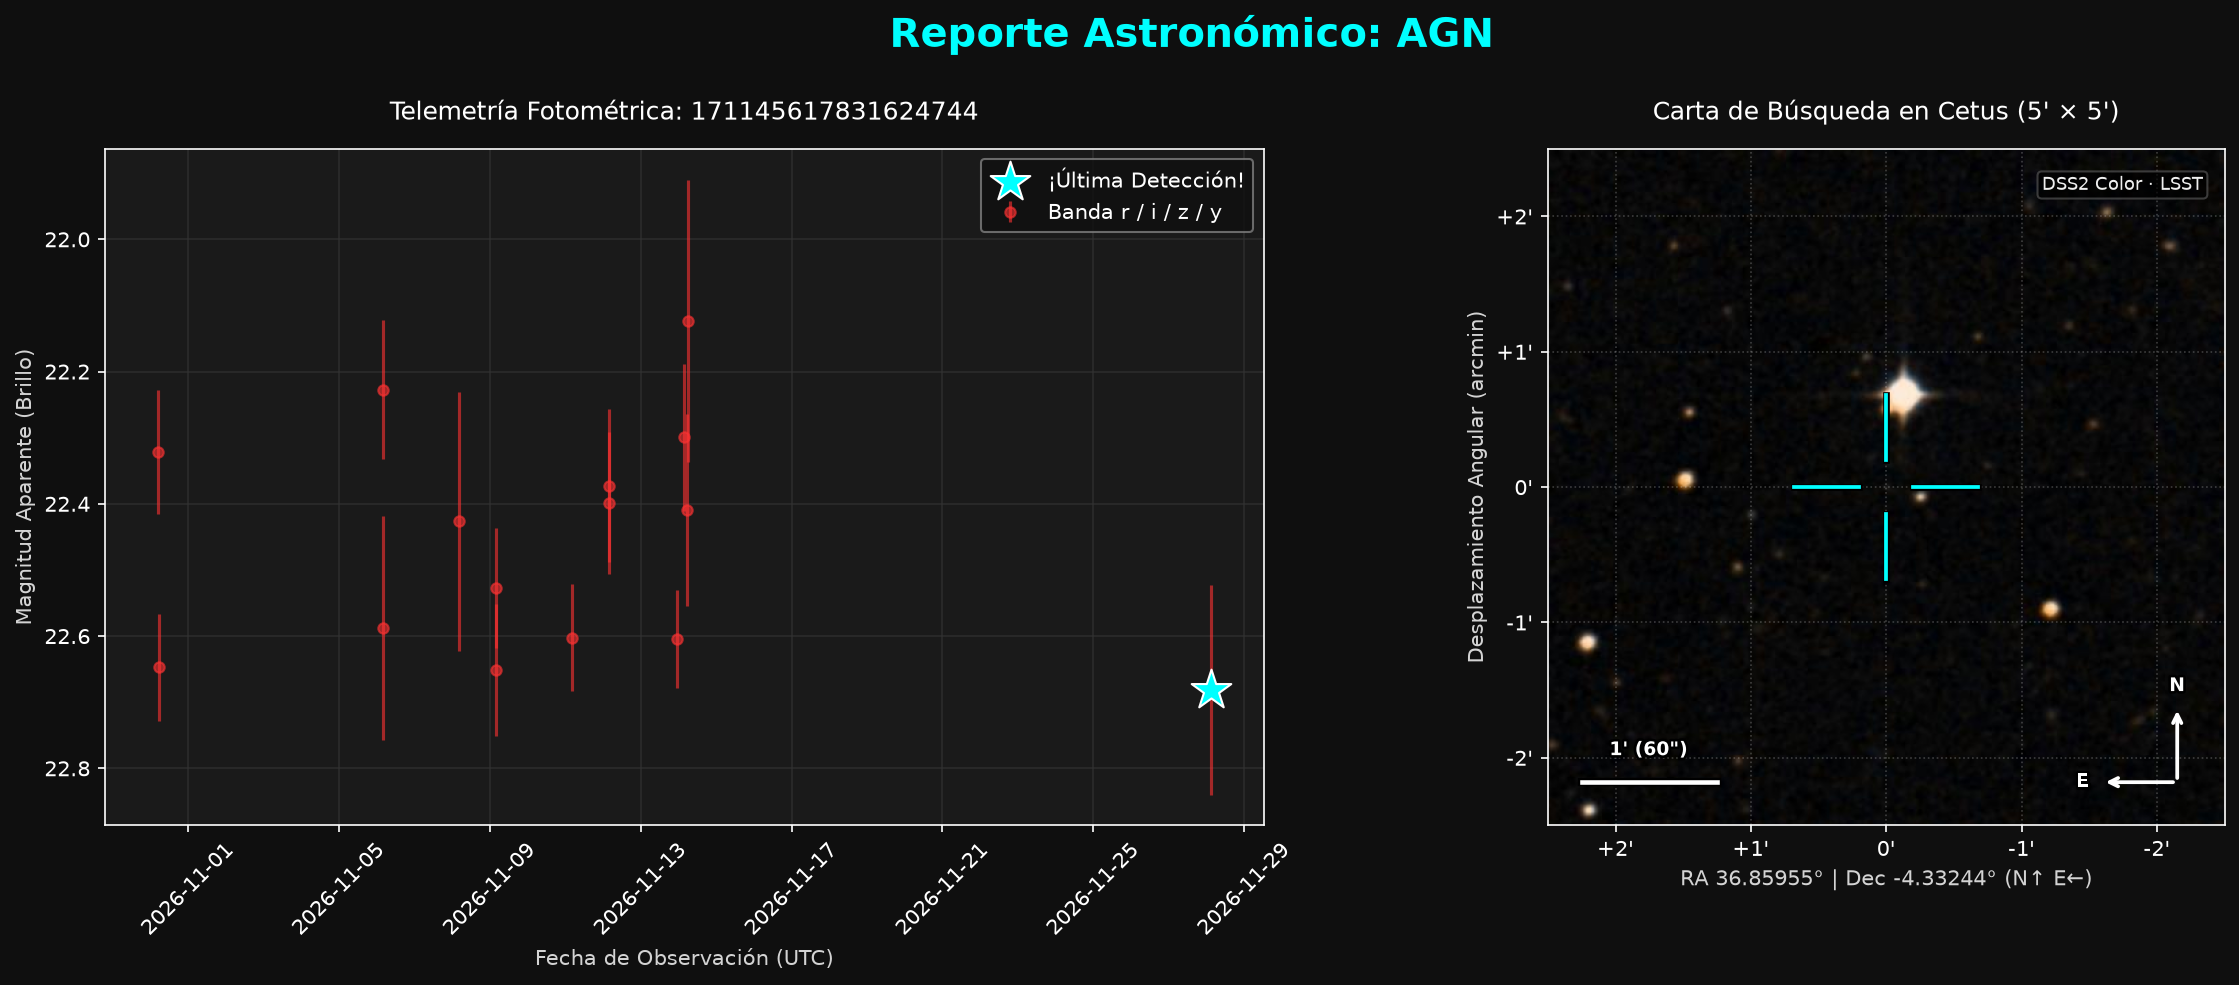 Reporte Astronómico: AGN
Telemetría Fotométrica: 171145617831624744
¡Última Detección!
Banda r / i / z / y
Magnitud Aparente (Brillo)
22.0
22.2
22.4
22.6
22.8
2026-11-01
2026-11-05
2026-11-09
2026-11-13
2026-11-17
2026-11-21
2026-11-25
2026-11-29
Fecha de Observación (UTC)
Carta de Búsqueda en Cetus (5' × 5')
DSS2 Color · LSST
Desplazamiento Angular (arcmin)
+2'
+1'
0'
-1'
-2'
N
E
1' (60")
+2'
+1'
0'
-1'
-2'
RA 36.85955° | Dec -4.33244° (N↑ E←)